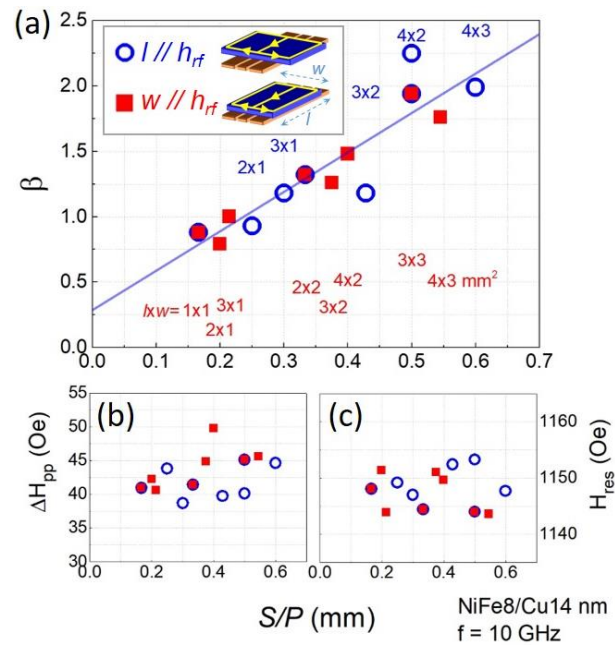 (a)
4x2
4x3
l // h_rf
w // h_rf
w
l
3x2
3x1
2x1
β
2.5
2.0
1.5
1.0
0.5
0.0
3x3
2x2 4x2
4x3 mm²
lxw= 1x1 3x1
3x2
2x1
0.0 0.1 0.2 0.3 0.4 0.5 0.6 0.7
(b)
ΔH_pp (Oe)
55
50
45
40
35
30
0.0 0.2 0.4 0.6
(c)
H_res (Oe)
1160
1150
1140
0.0 0.2 0.4 0.6
S/P (mm)
NiFe8/Cu14 nm
f = 10 GHz